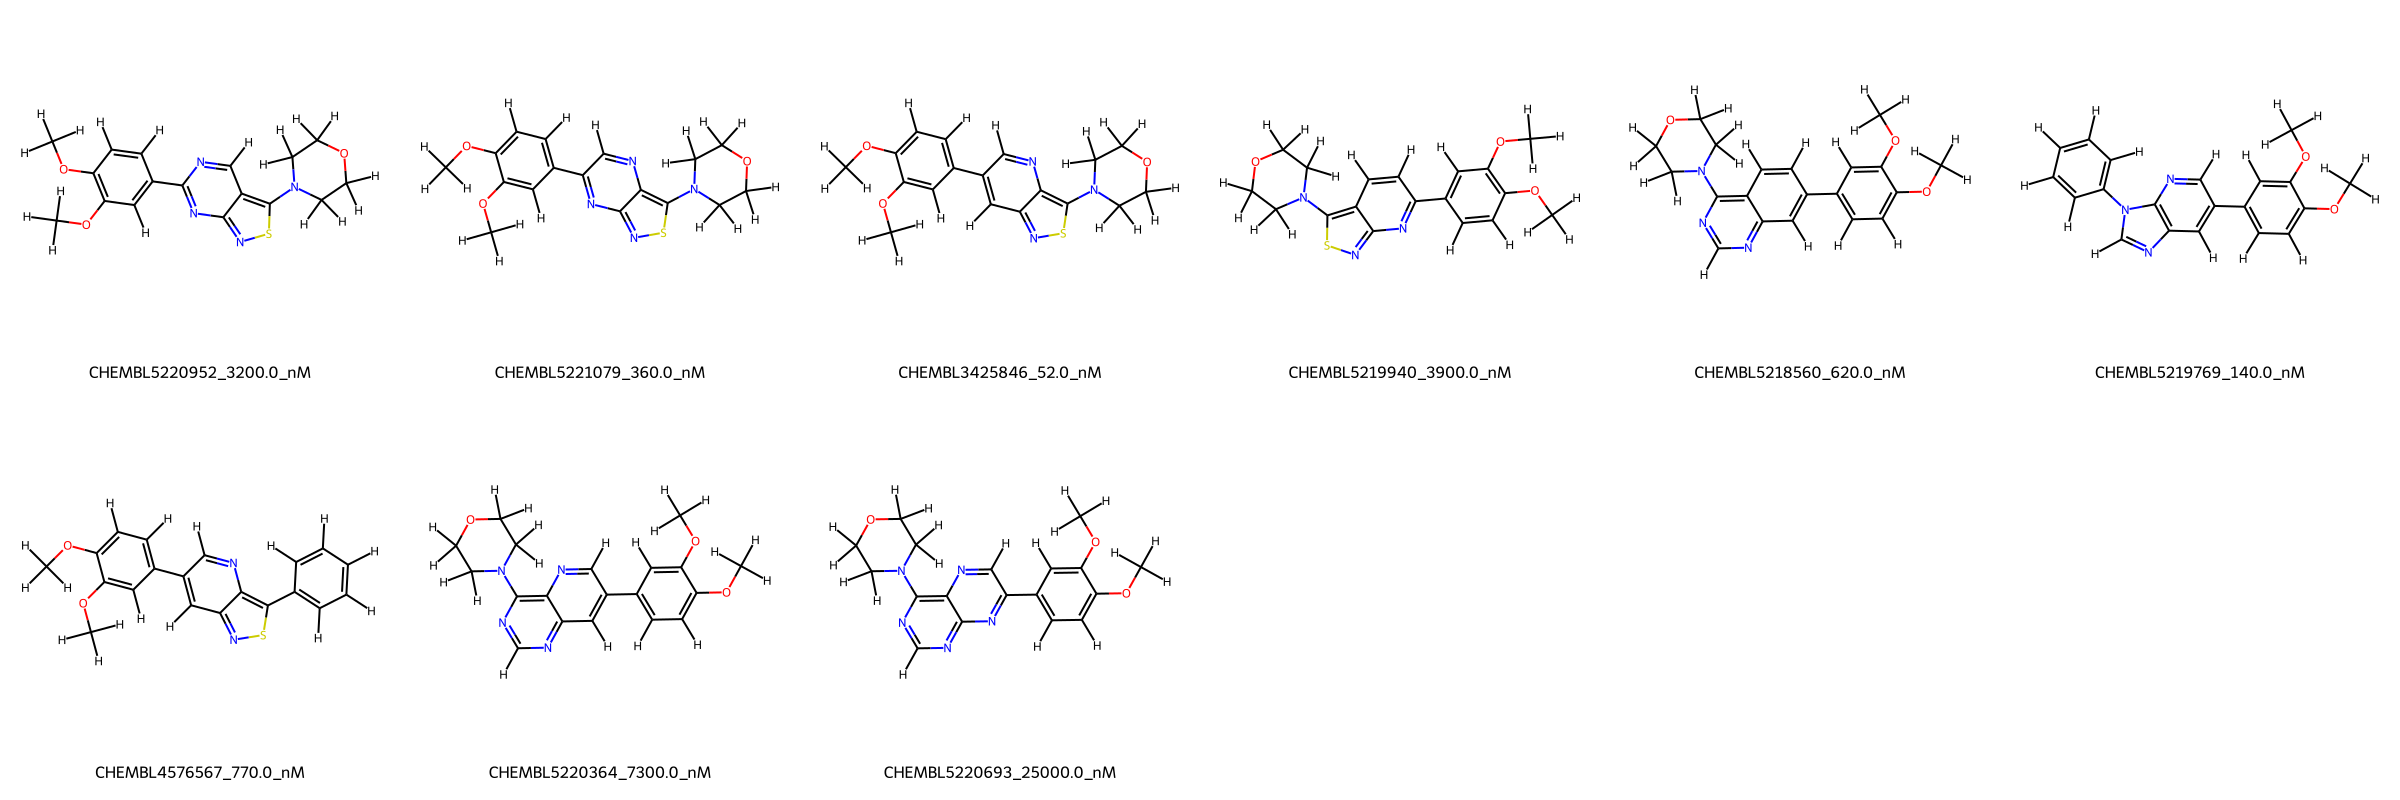 CHEMBL5220952_3200.0_nM
CHEMBL5221079_360.0_nM
CHEMBL3425846_52.0_nM
CHEMBL5219940_3900.0_nM
CHEMBL5218560_620.0_nM
CHEMBL5219769_140.0_nM
CHEMBL4576567_770.0_nM
CHEMBL5220364_7300.0_nM
CHEMBL5220693_25000.0_nM